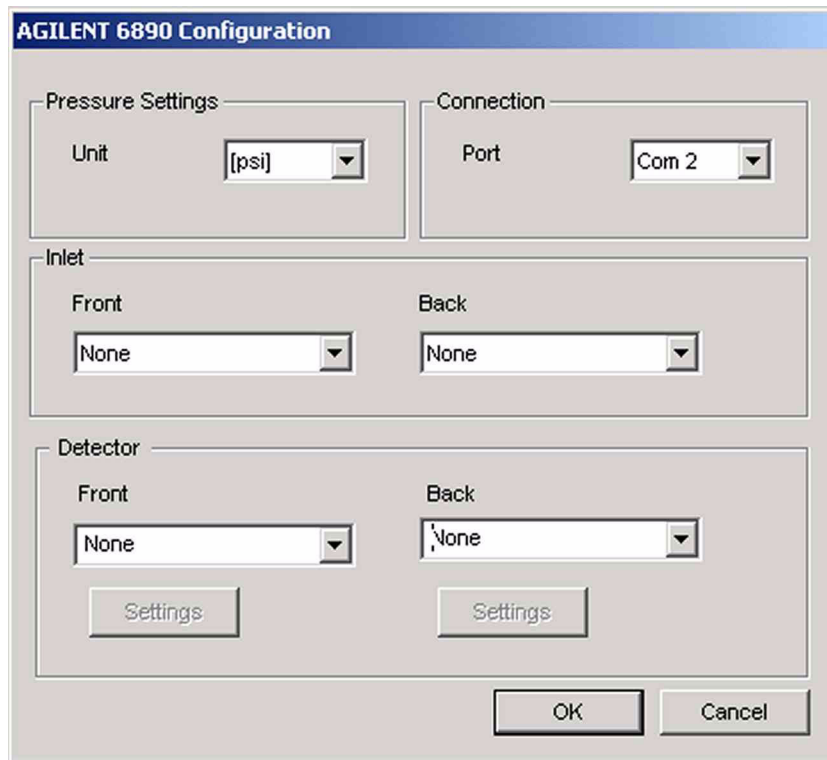 AGILENT 6890 Configuration
Pressure Settings
Unit
[psi]
Connection
Port
Com 2
Inlet
Front
None
Back
None
Detector
Front
None
Settings
Back
None
Settings
OK
Cancel